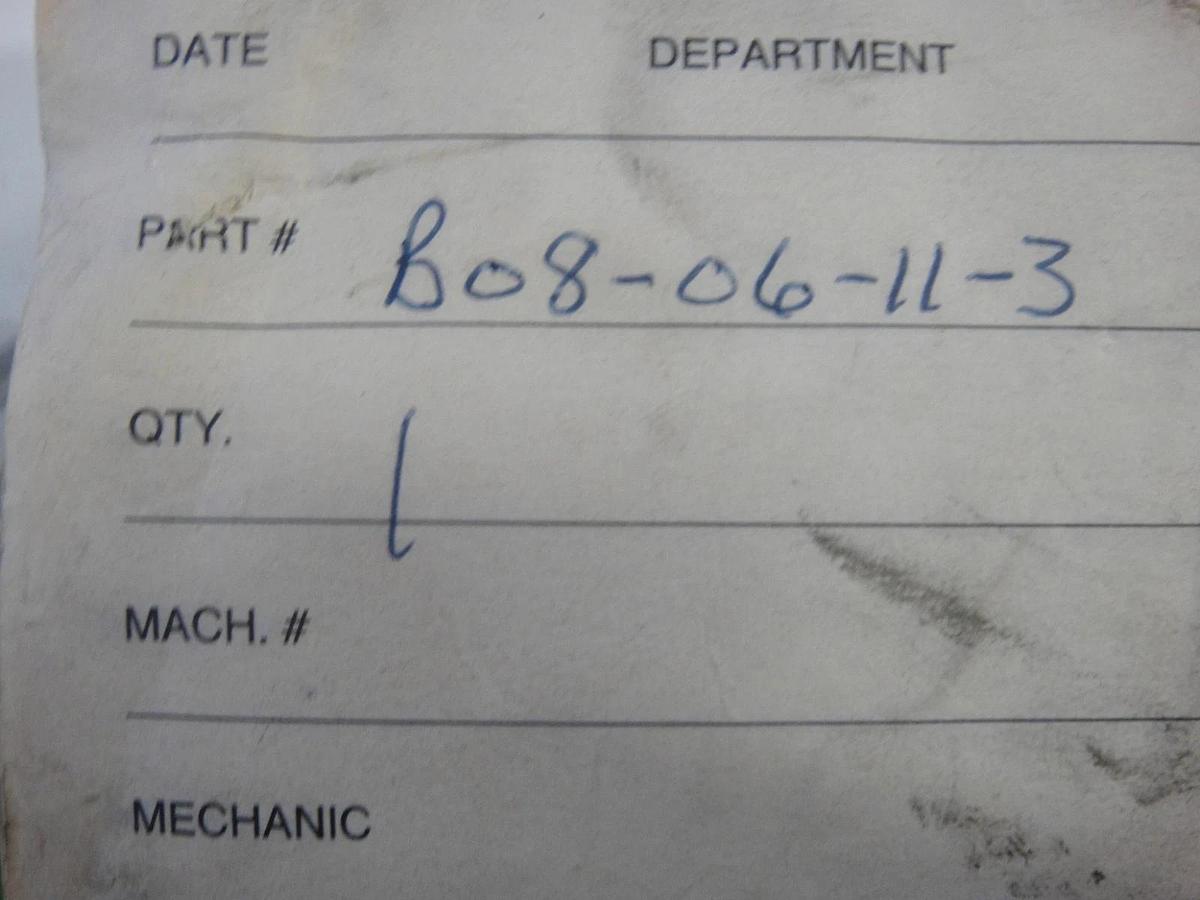 DATE DEPARTMENT
PART # B08-06-11-3
QTY. 1
MACH. #
MECHANIC